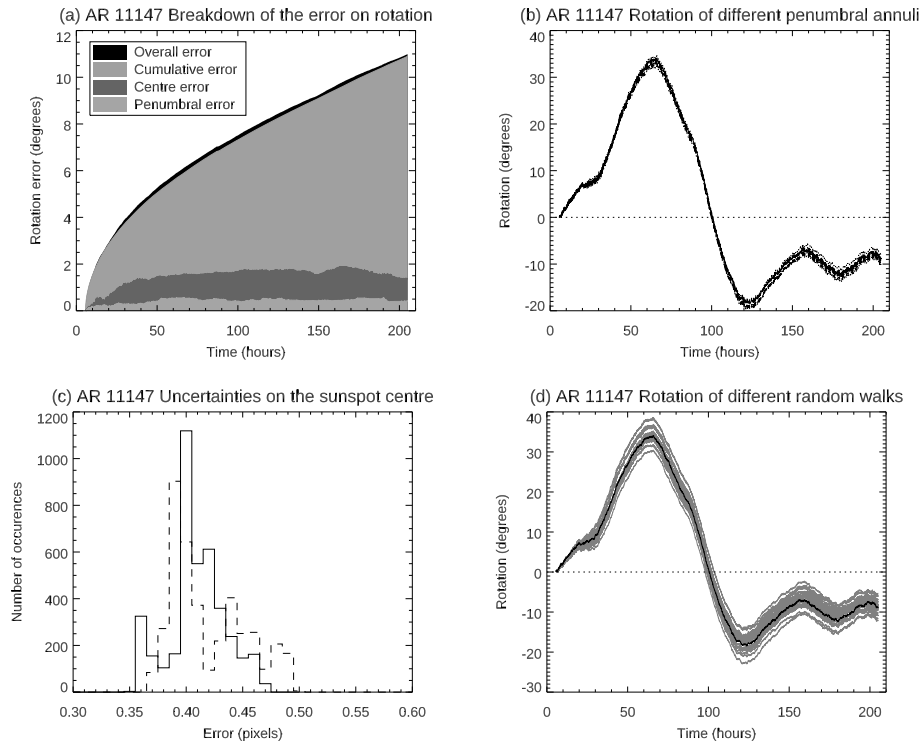 (a) AR 11147 Breakdown of the error on rotation
12
10
8
6
4
2
0
Rotation error (degrees)
Overall error
Cumulative error
Centre error
Penumbral error
0 50 100 150 200
Time (hours)
(b) AR 11147 Rotation of different penumbral annuli
40
30
20
10
0
-10
-20
Rotation (degrees)
0 50 100 150 200
Time (hours)
(c) AR 11147 Uncertainties on the sunspot centre
1200
1000
800
600
400
200
0
Number of occurences
0.30 0.35 0.40 0.45 0.50 0.55 0.60
Error (pixels)
(d) AR 11147 Rotation of different random walks
40
30
20
10
0
-10
-20
-30
Rotation (degrees)
0 50 100 150 200
Time (hours)